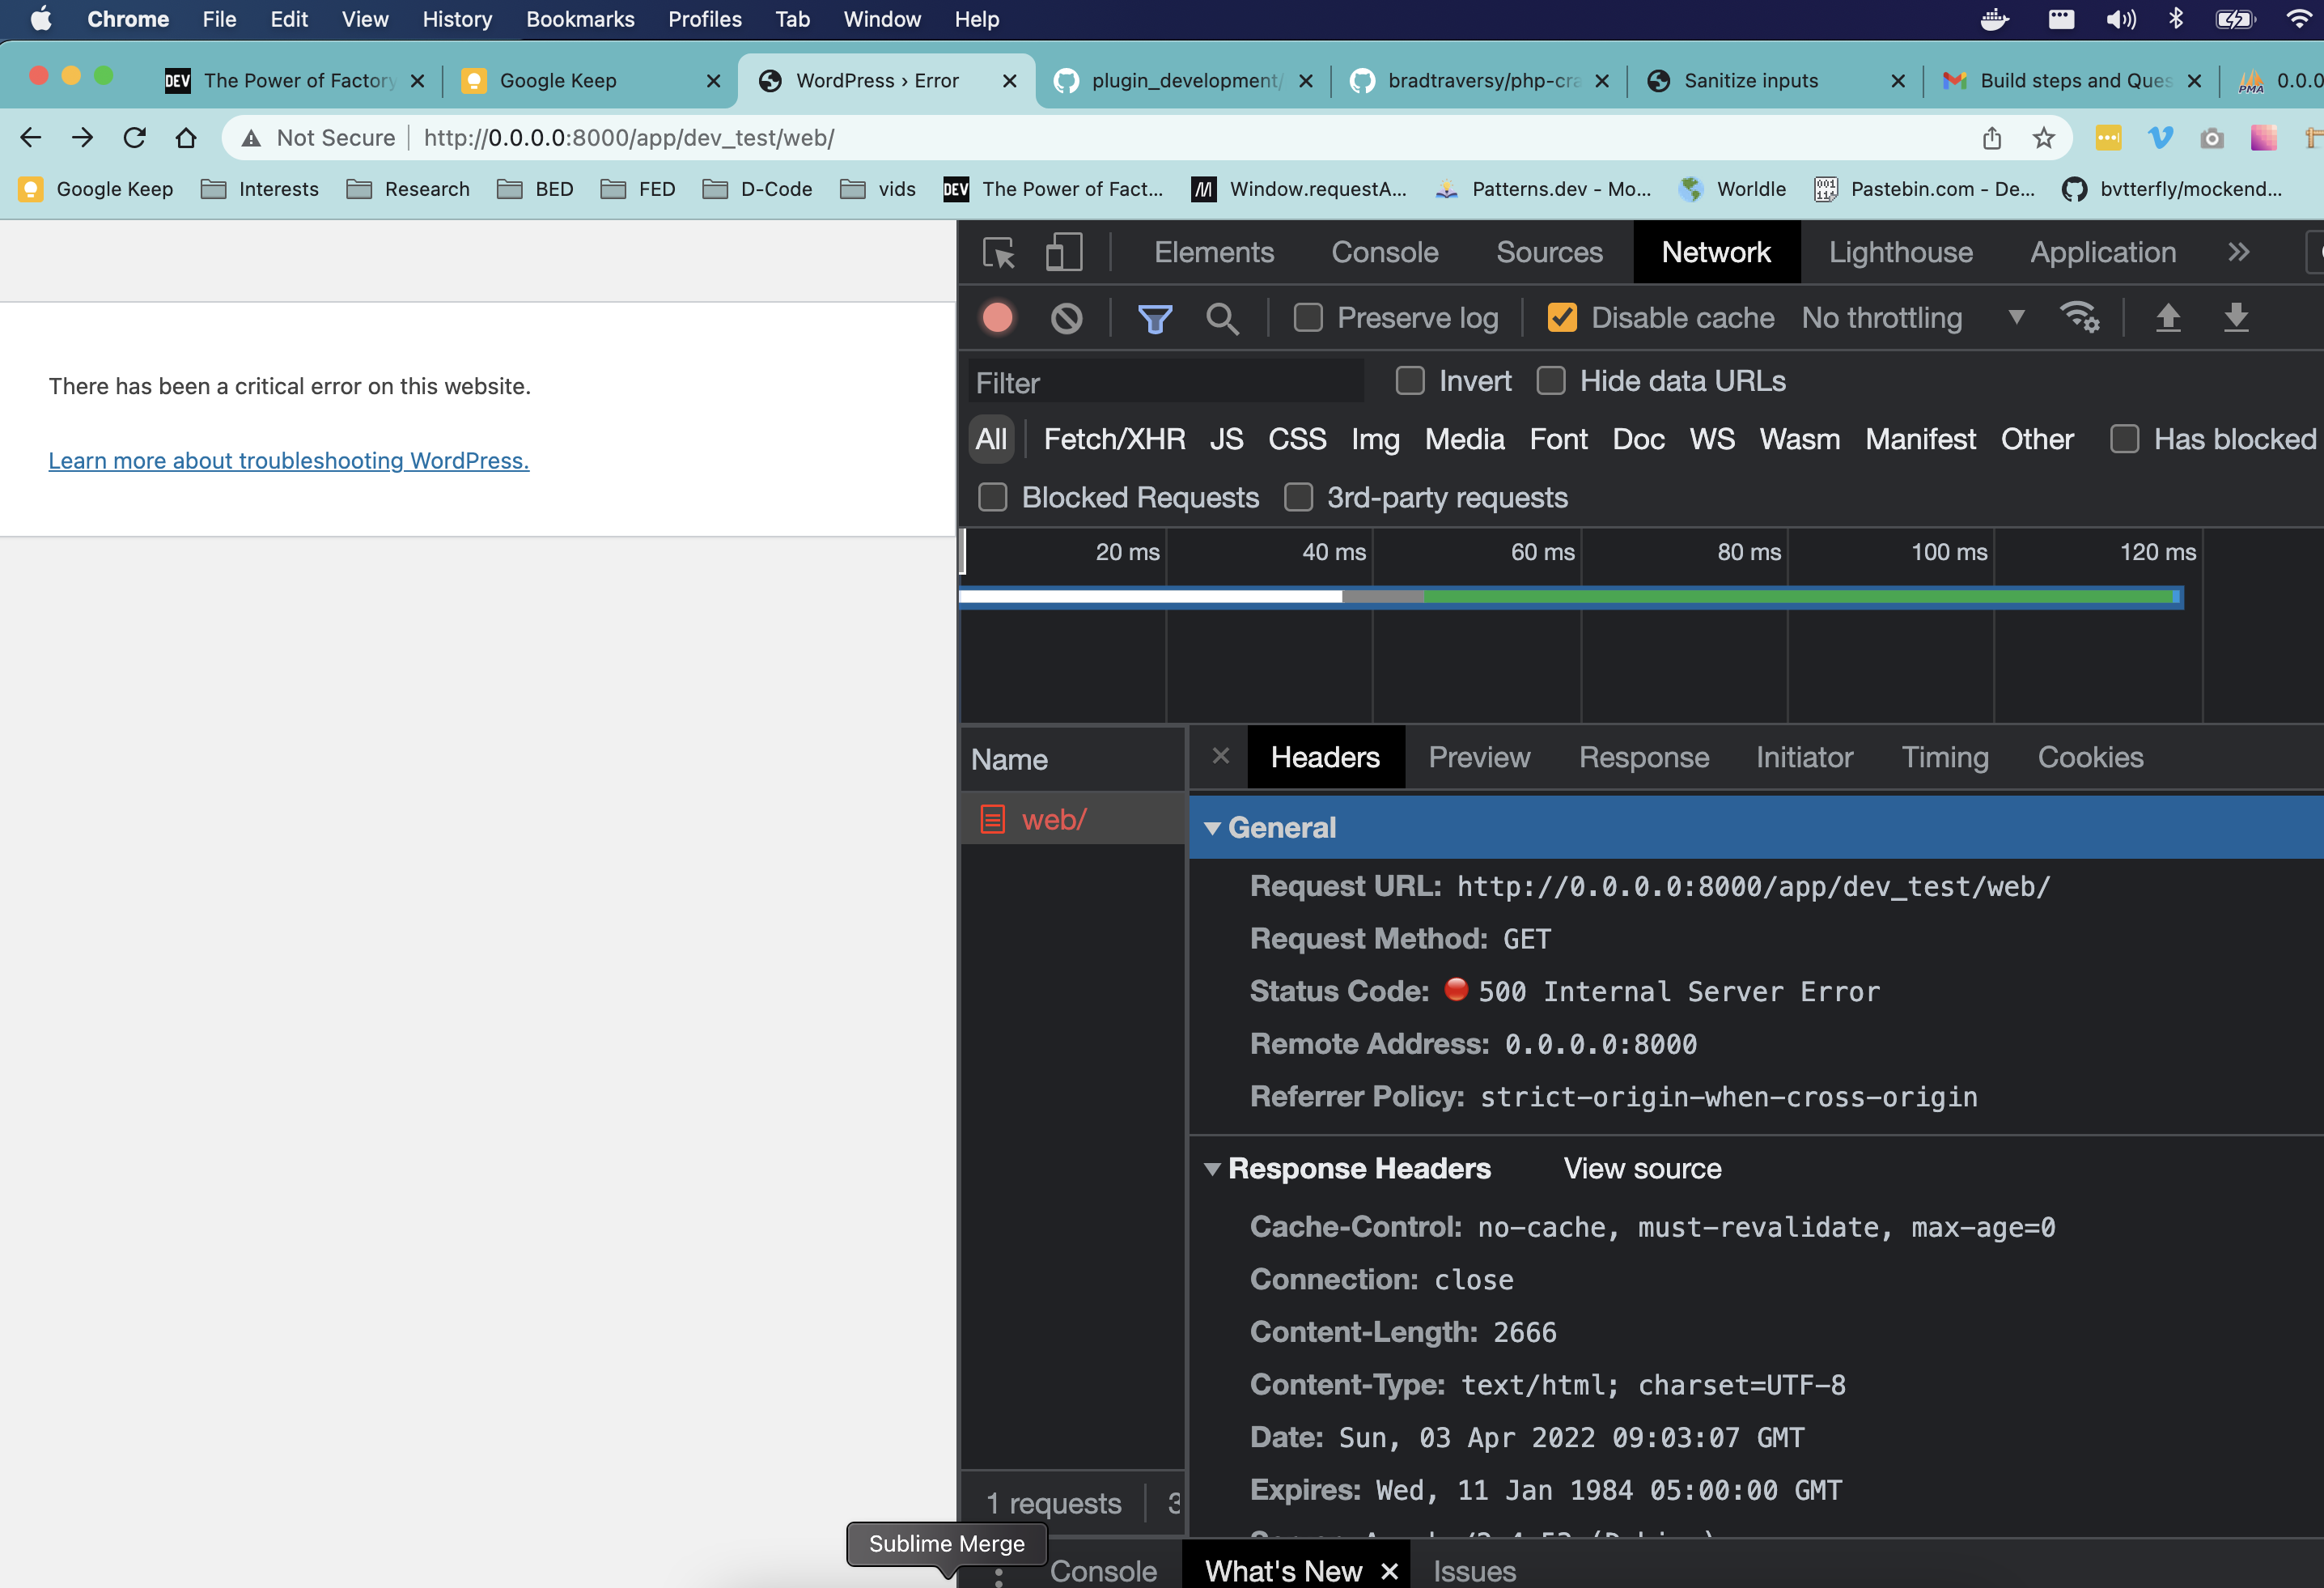 Chrome File Edit View History Bookmarks Profiles Tab Window Help
DEV The Power of Factory Google Keep WordPress › Error plugin_development/ bradtraversy/php-cra Sanitize inputs Build steps and Ques PMA 0.0.0
Not Secure http://0.0.0.0:8000/app/dev_test/web/
Google Keep Interests Research BED FED D-Code vids DEV The Power of Fact... Window.requestA... Patterns.dev - Mo... Worldle Pastebin.com - De... bvtterfly/mockend...
There has been a critical error on this website.
Learn more about troubleshooting WordPress.
Elements Console Sources Network Lighthouse Application »
Preserve log Disable cache No throttling
Filter Invert Hide data URLs
All Fetch/XHR JS CSS Img Media Font Doc WS Wasm Manifest Other Has blocked
Blocked Requests 3rd-party requests
20 ms 40 ms 60 ms 80 ms 100 ms 120 ms
Name Headers Preview Response Initiator Timing Cookies
web/
General
Request URL: http://0.0.0.0:8000/app/dev_test/web/
Request Method: GET
Status Code: 500 Internal Server Error
Remote Address: 0.0.0.0:8000
Referrer Policy: strict-origin-when-cross-origin
Response Headers View source
Cache-Control: no-cache, must-revalidate, max-age=0
Connection: close
Content-Length: 2666
Content-Type: text/html; charset=UTF-8
Date: Sun, 03 Apr 2022 09:03:07 GMT
Expires: Wed, 11 Jan 1984 05:00:00 GMT
1 requests 3
Sublime Merge
Console What's New Issues